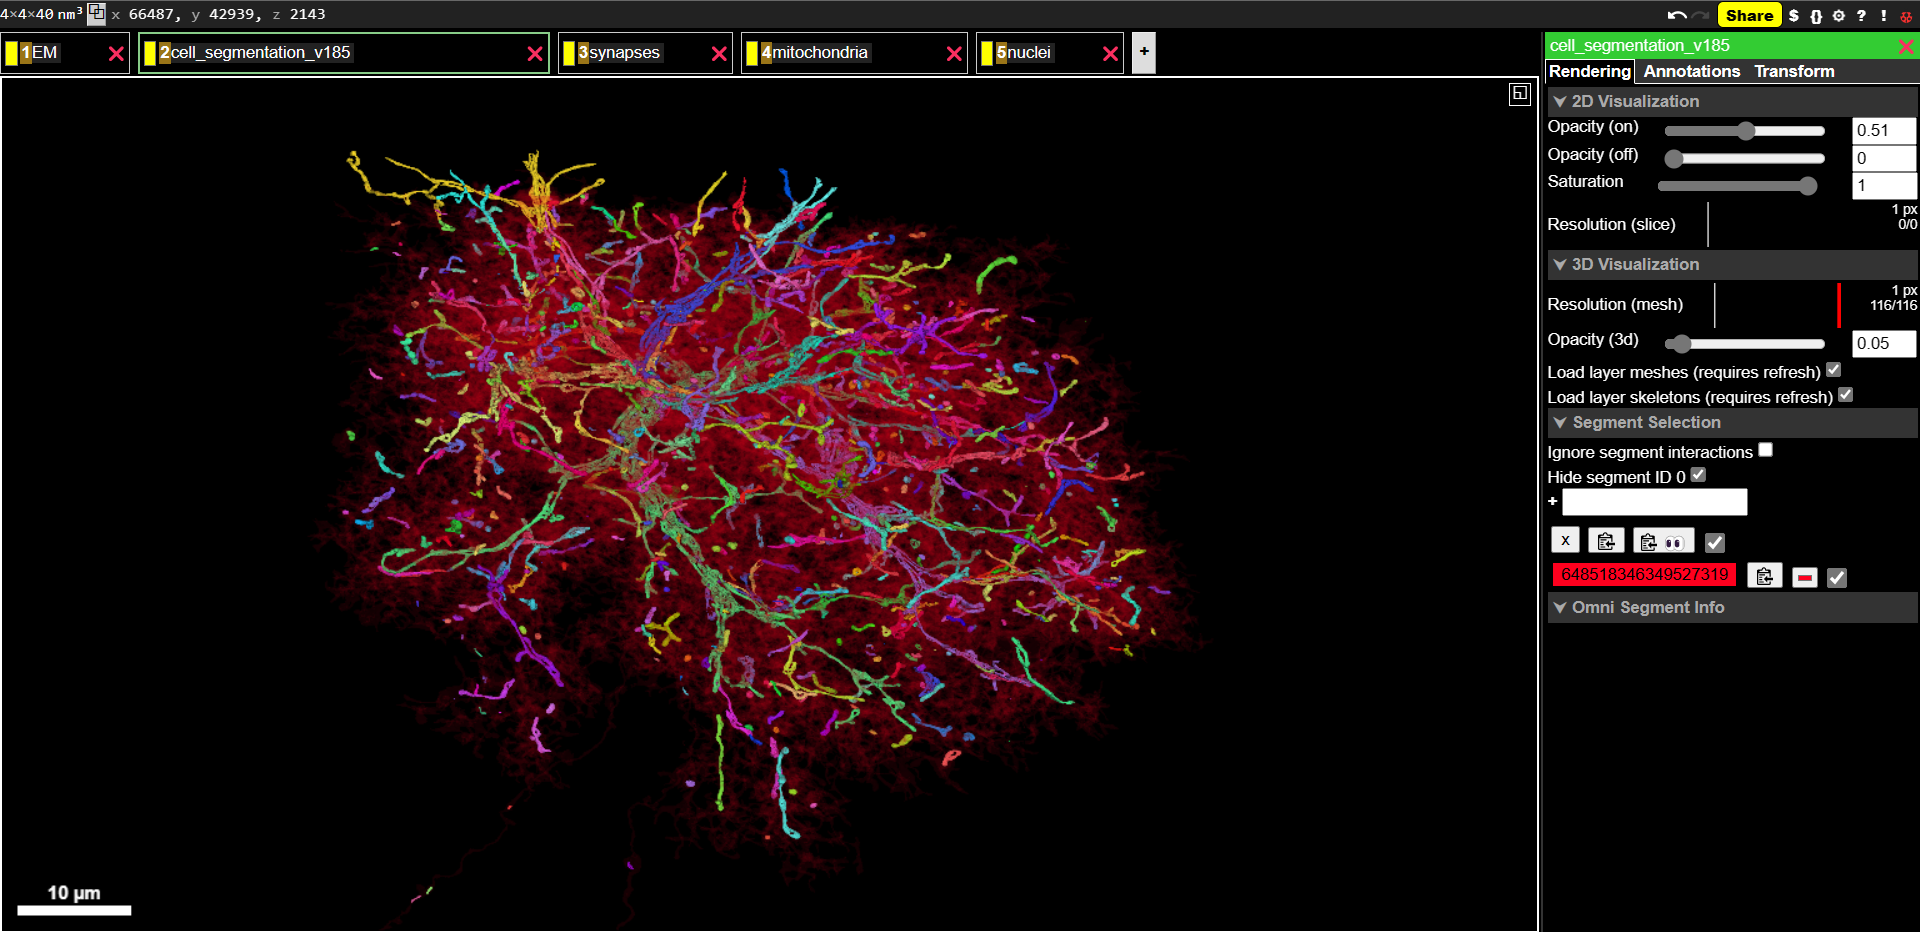 4×4×40 nm³ x 66487, y 42939, z 2143
Share $ {} ? !
1EM
2cell_segmentation_v185
3synapses
4mitochondria
5nuclei
+
cell_segmentation_v185
Rendering Annotations Transform
2D Visualization
Opacity (on) 0.51
Opacity (off) 0
Saturation 1
Resolution (slice) 1 px
0/0
3D Visualization
Resolution (mesh) 1 px
116/116
Opacity (3d) 0.05
Load layer meshes (requires refresh)
Load layer skeletons (requires refresh)
Segment Selection
Ignore segment interactions
Hide segment ID 0
+
x
648518346349527319
Omni Segment Info
10 μm